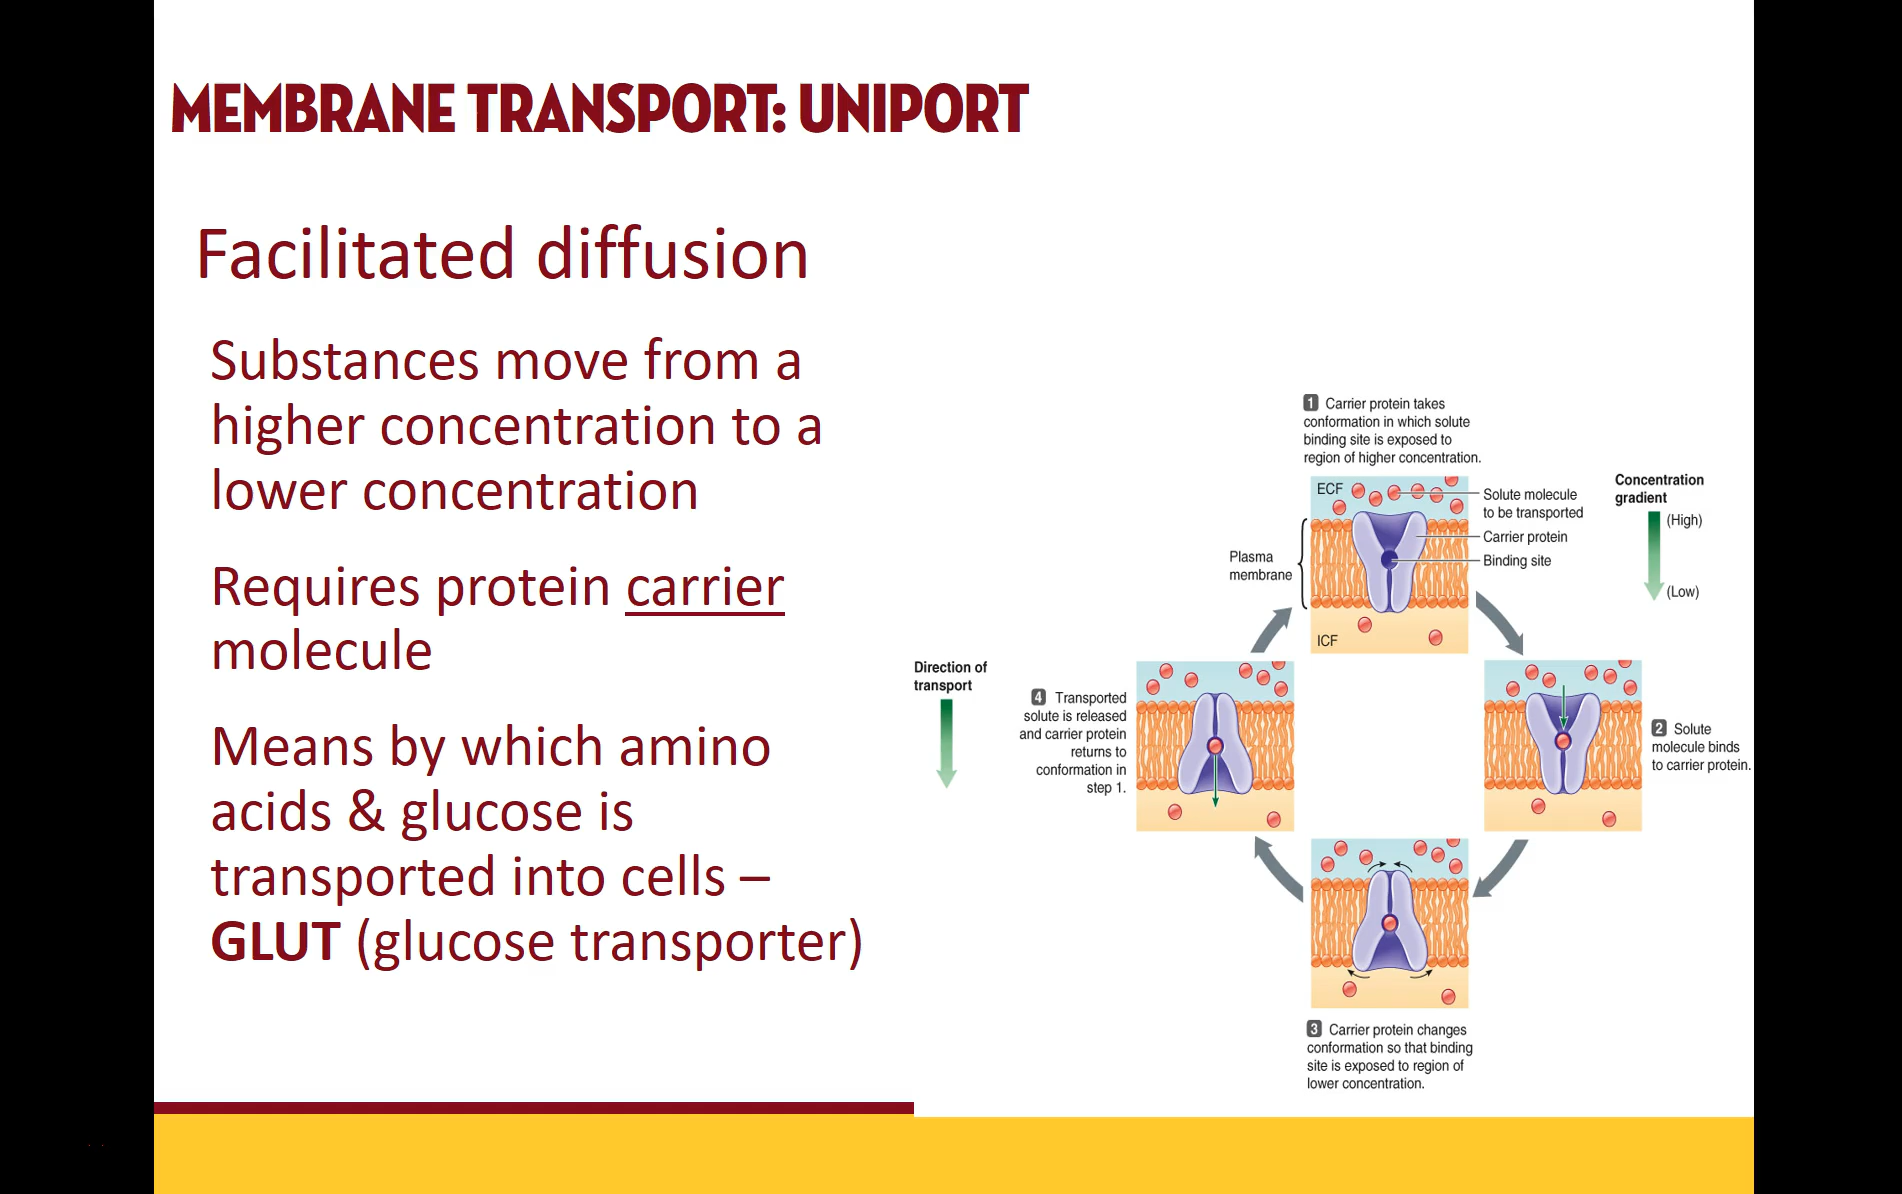 MEMBRANE TRANSPORT: UNIPORT
Facilitated diffusion
Substances move from a
higher concentration to a
lower concentration
Requires protein carrier
molecule
Means by which amino
acids & glucose is
transported into cells –
GLUT (glucose transporter)
1 Carrier protein takes
conformation in which solute
binding site is exposed to
region of higher concentration.
ECF
Solute molecule
to be transported
Carrier protein
Binding site
Plasma
membrane
ICF
Concentration
gradient
(High)
(Low)
2 Solute
molecule binds
to carrier protein.
3 Carrier protein changes
conformation so that binding
site is exposed to region of
lower concentration.
4 Transported
solute is released
and carrier protein
returns to
conformation in
step 1.
Direction of
transport